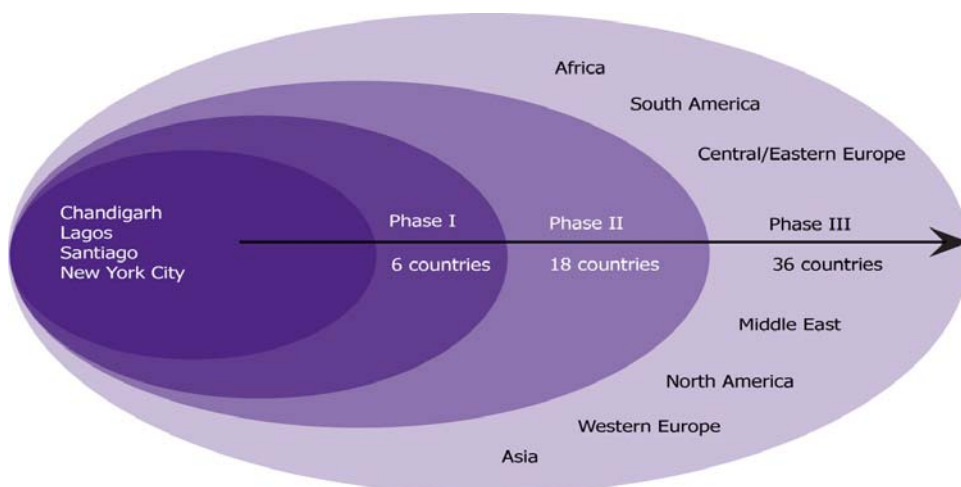 Africa
South America
Central/Eastern Europe
Chandigarh
Lagos
Santiago
New York City
Phase I
Phase II
Phase III
6 countries
18 countries
36 countries
Middle East
North America
Western Europe
Asia